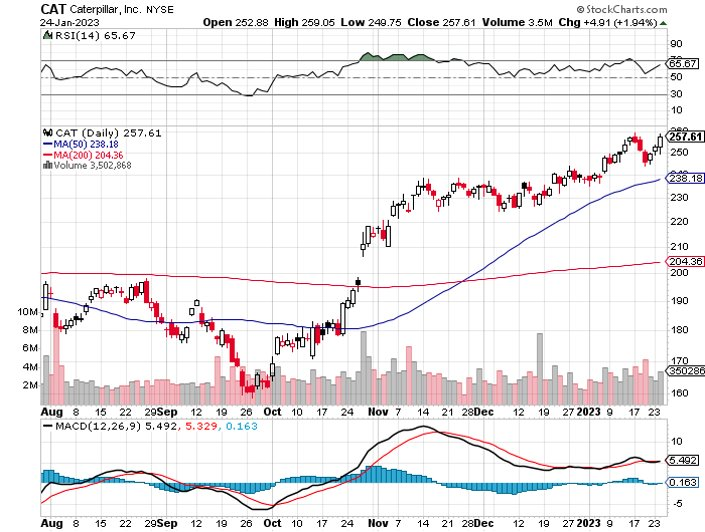 CAT Caterpillar, Inc. NYSE
© StockCharts.com
24-Jan-2023
Open 252.88 High 259.05 Low 249.75 Close 257.61 Volume 3.5M Chg +4.91 (+1.94%)
RSI(14) 65.67
90
70
65.67
50
30
10
CAT (Daily) 257.61
MA(50) 238.18
MA(200) 204.36
Volume 3,502,868
257.61
250
238.18
230
220
210
204.36
200
190
180
170
160
10M
8M
6M
4M
2M
350286
Aug 8 15 22 29 Sep 12 19 26 Oct 10 17 24 Nov 7 14 21 28 Dec 12 19 27 2023 9 17 23
MACD(12,26,9) 5.492, 5.329, 0.163
10
5.492
0.163
-5
Aug 8 15 22 29 Sep 12 19 26 Oct 10 17 24 Nov 7 14 21 28 Dec 12 19 27 2023 9 17 23